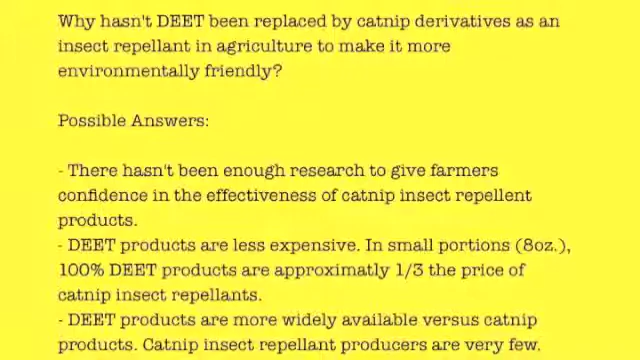 Why hasn't DEET been replaced by catnip derivatives as an
insect repellant in agriculture to make it more
environmentally friendly?
Possible Answers:
- There hasn't been enough research to give farmers
confidence in the effectiveness of catnip insect repellent
products.
- DEET products are less expensive. In small portions (8oz.),
100% DEET products are approximatly 1/3 the price of
catnip insect repellants.
- DEET products are more widely available versus catnip
products. Catnip insect repellant producers are very few.